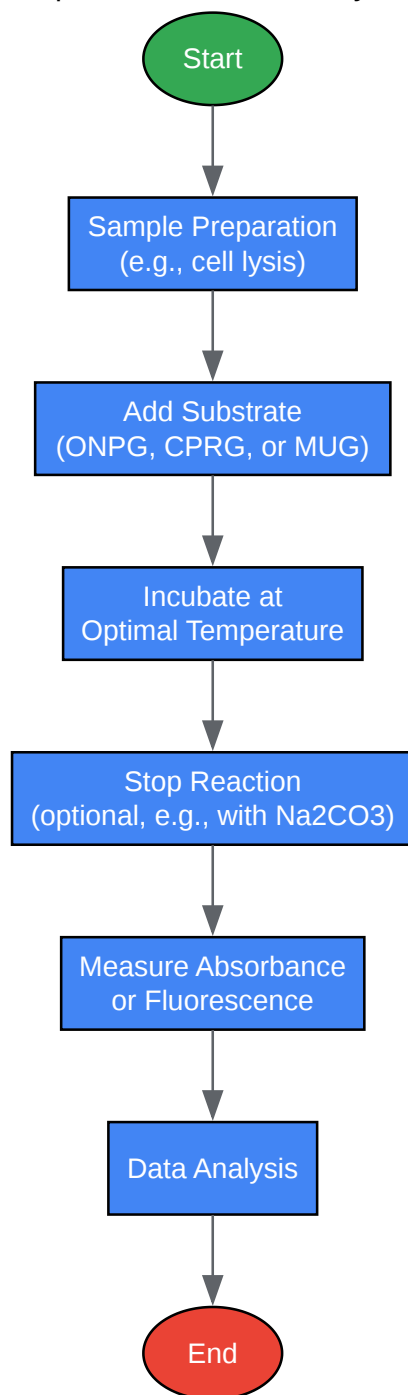 Start
Sample Preparation
(e.g., cell lysis)
Add Substrate
(ONPG, CPRG, or MUG)
Incubate at
Optimal Temperature
Stop Reaction
(optional, e.g., with Na2CO3)
Measure Absorbance
or Fluorescence
Data Analysis
End